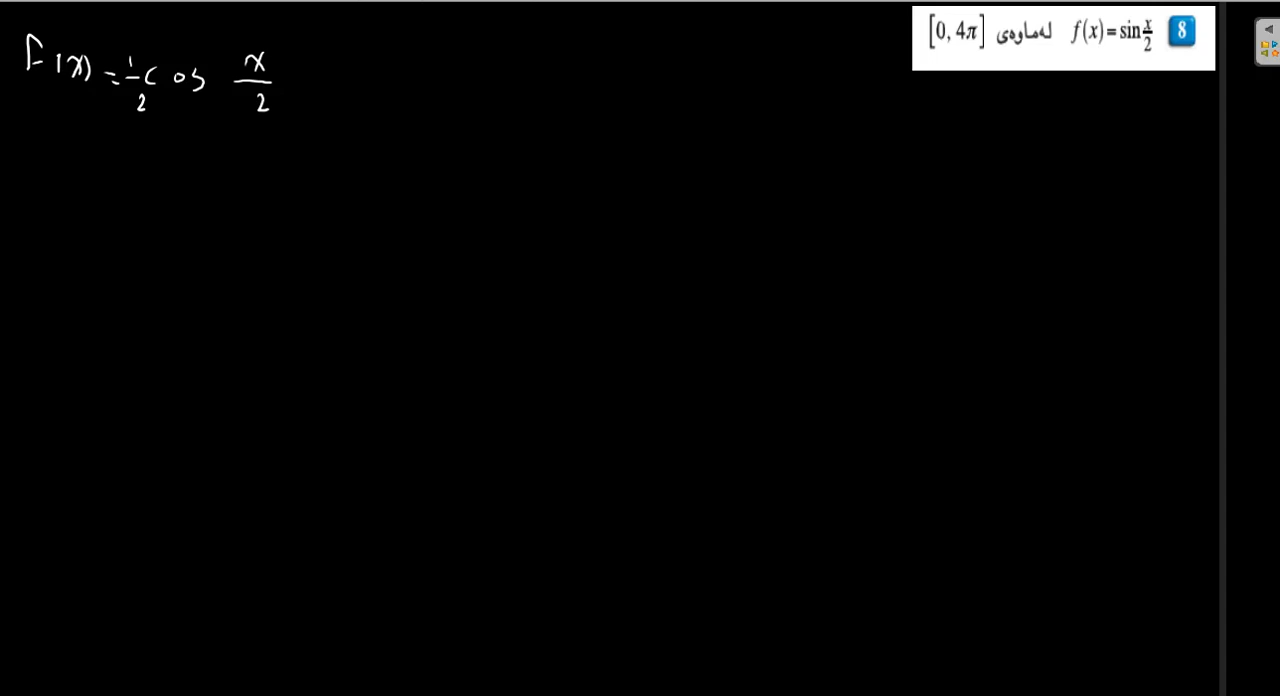 8 f(x) = sin x/2 لەماوەی [0, 4π]
f(x) = 1/2 cos x/2